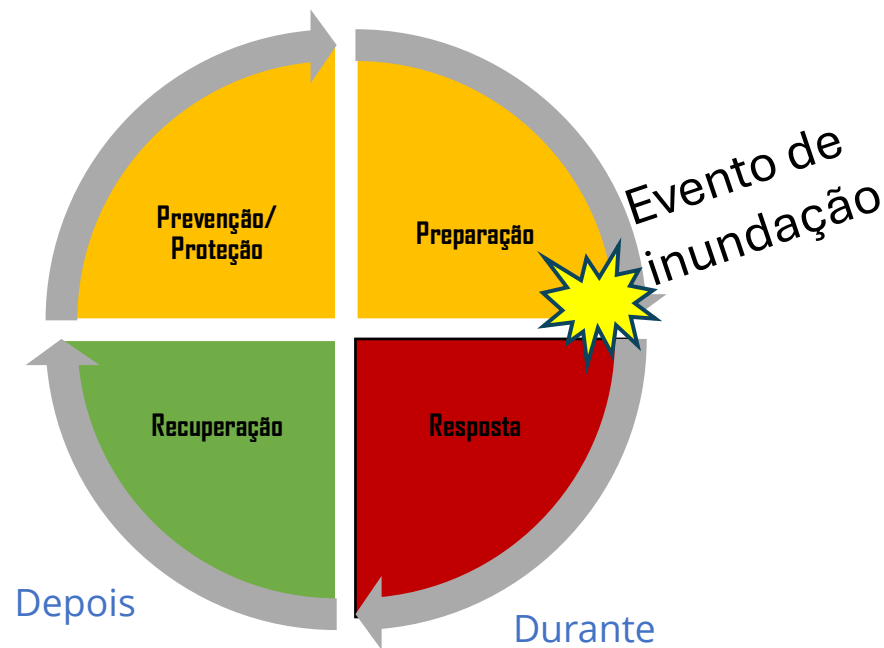 Evento de
inundação
Prevenção/
Proteção
Preparação
Recuperação
Resposta
Depois
Durante